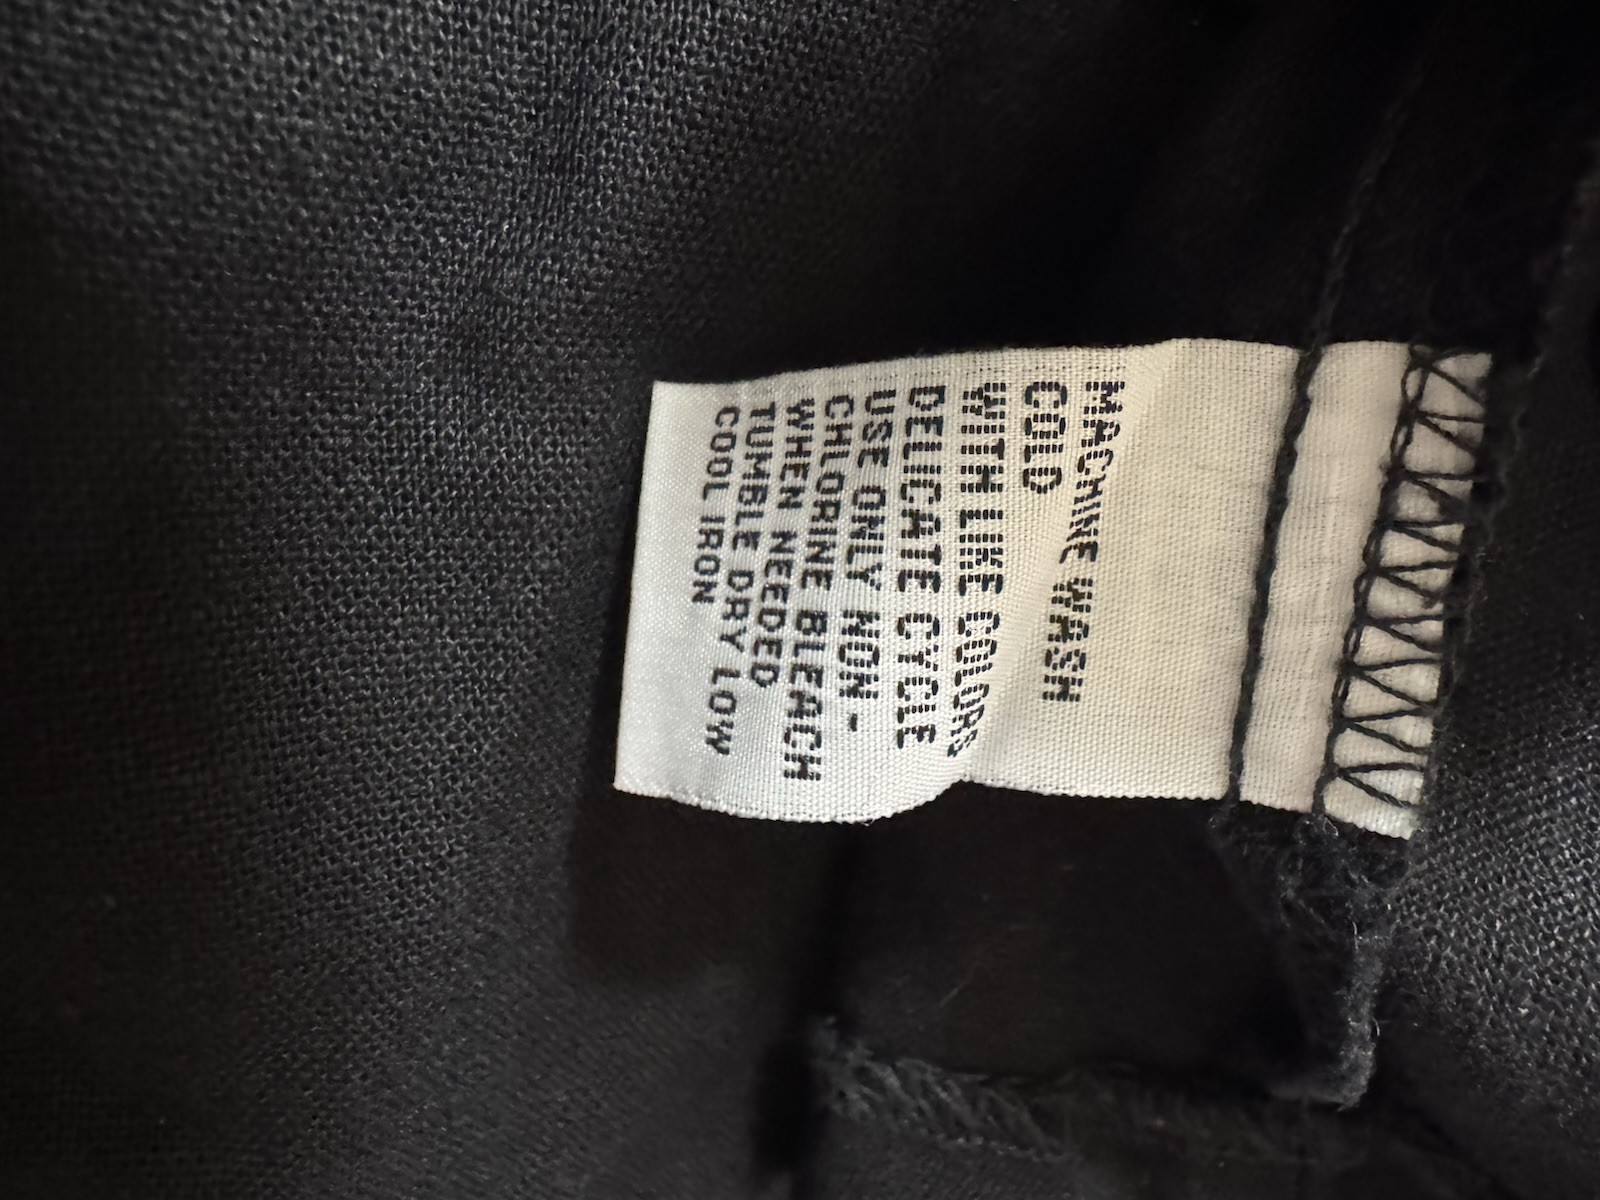 MACHINE WASH
COLD
WITH LIKE COLORS
DELICATE CYCLE
USE ONLY NON-
CHLORINE BLEACH
WHEN NEEDED
TUMBLE DRY LOW
COOL IRON